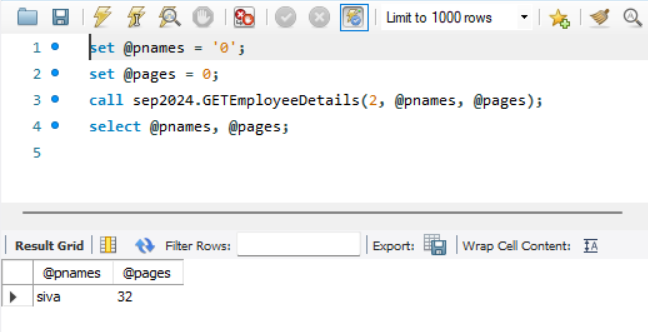 Limit to 1000 rows
1 set @pnames = '0';
2 set @pages = 0;
3 call sep2024.GETEmployeeDetails(2, @pnames, @pages);
4 select @pnames, @pages;
5
Result Grid Filter Rows: Export: Wrap Cell Content: IA
@pnames @pages
siva 32